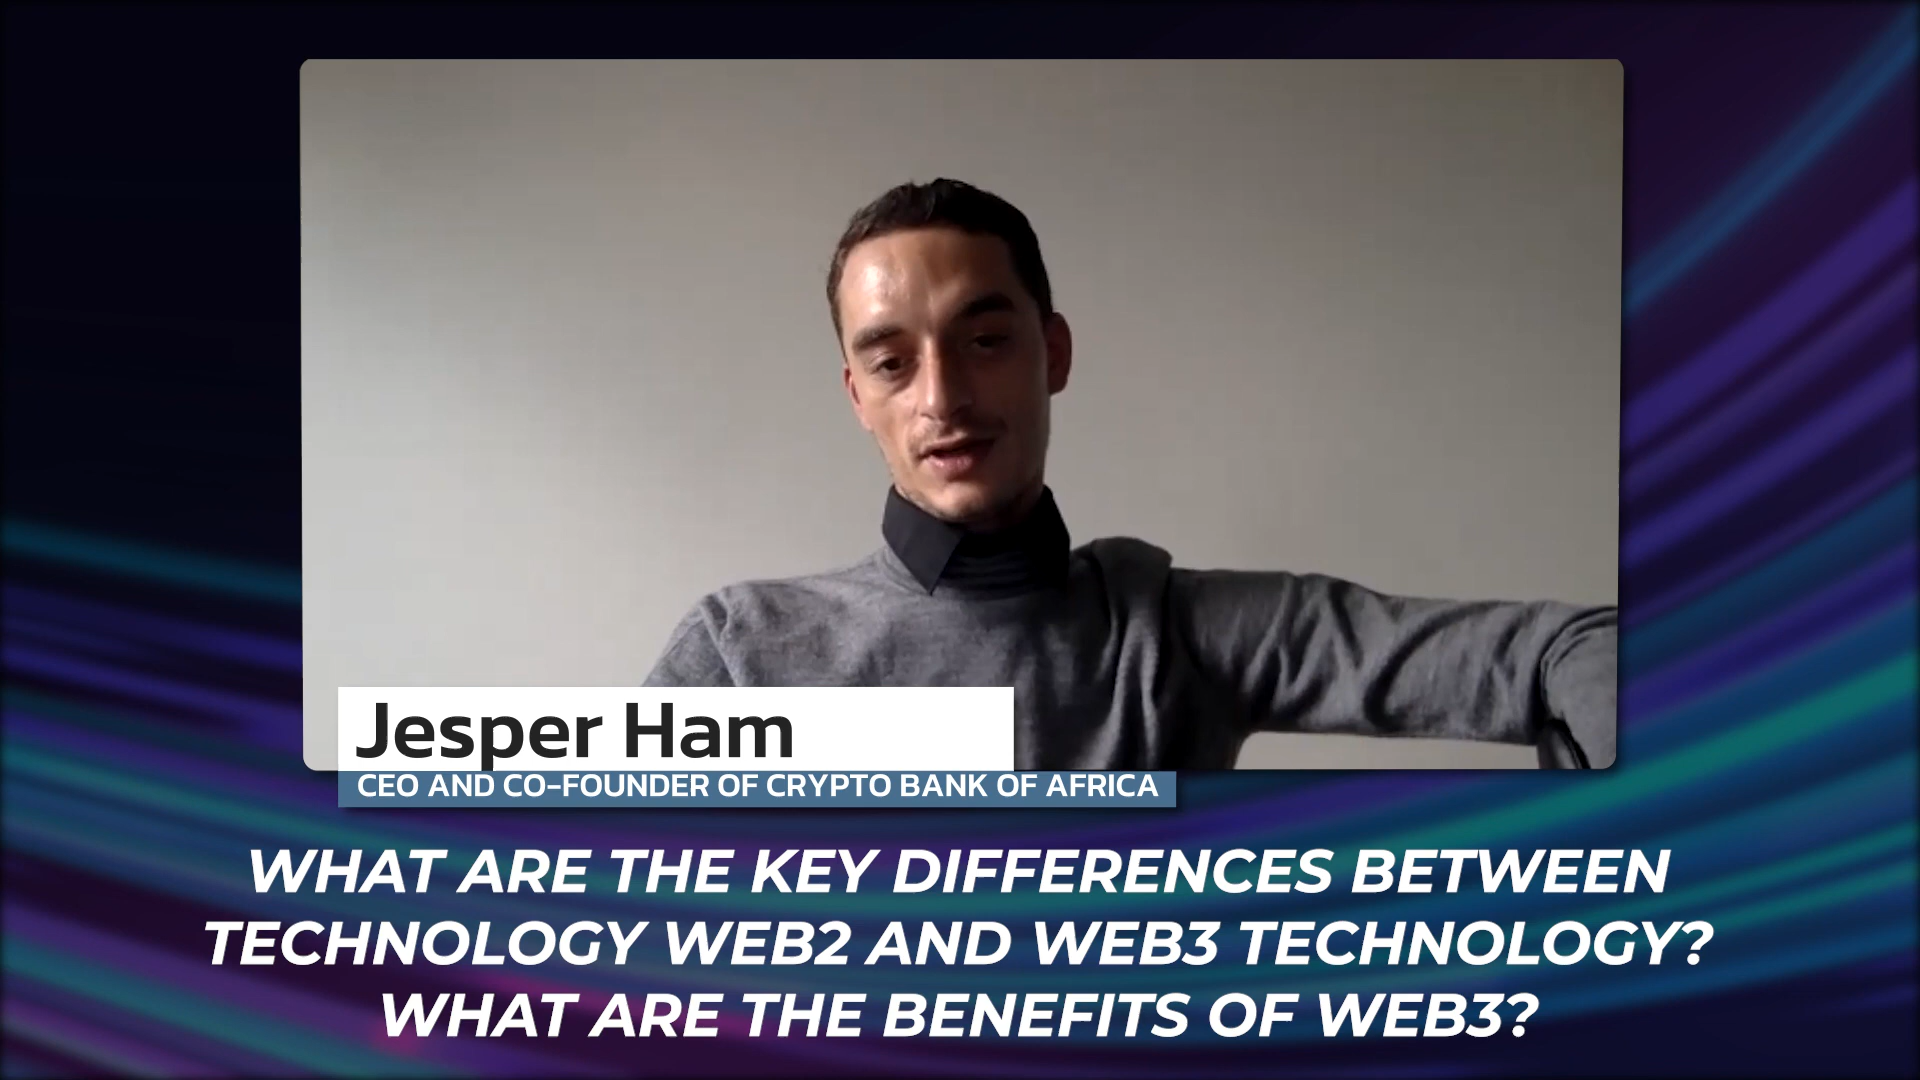 Jesper Ham
CEO AND CO-FOUNDER OF CRYPTO BANK OF AFRICA
WHAT ARE THE KEY DIFFERENCES BETWEEN
TECHNOLOGY WEB2 AND WEB3 TECHNOLOGY?
WHAT ARE THE BENEFITS OF WEB3?